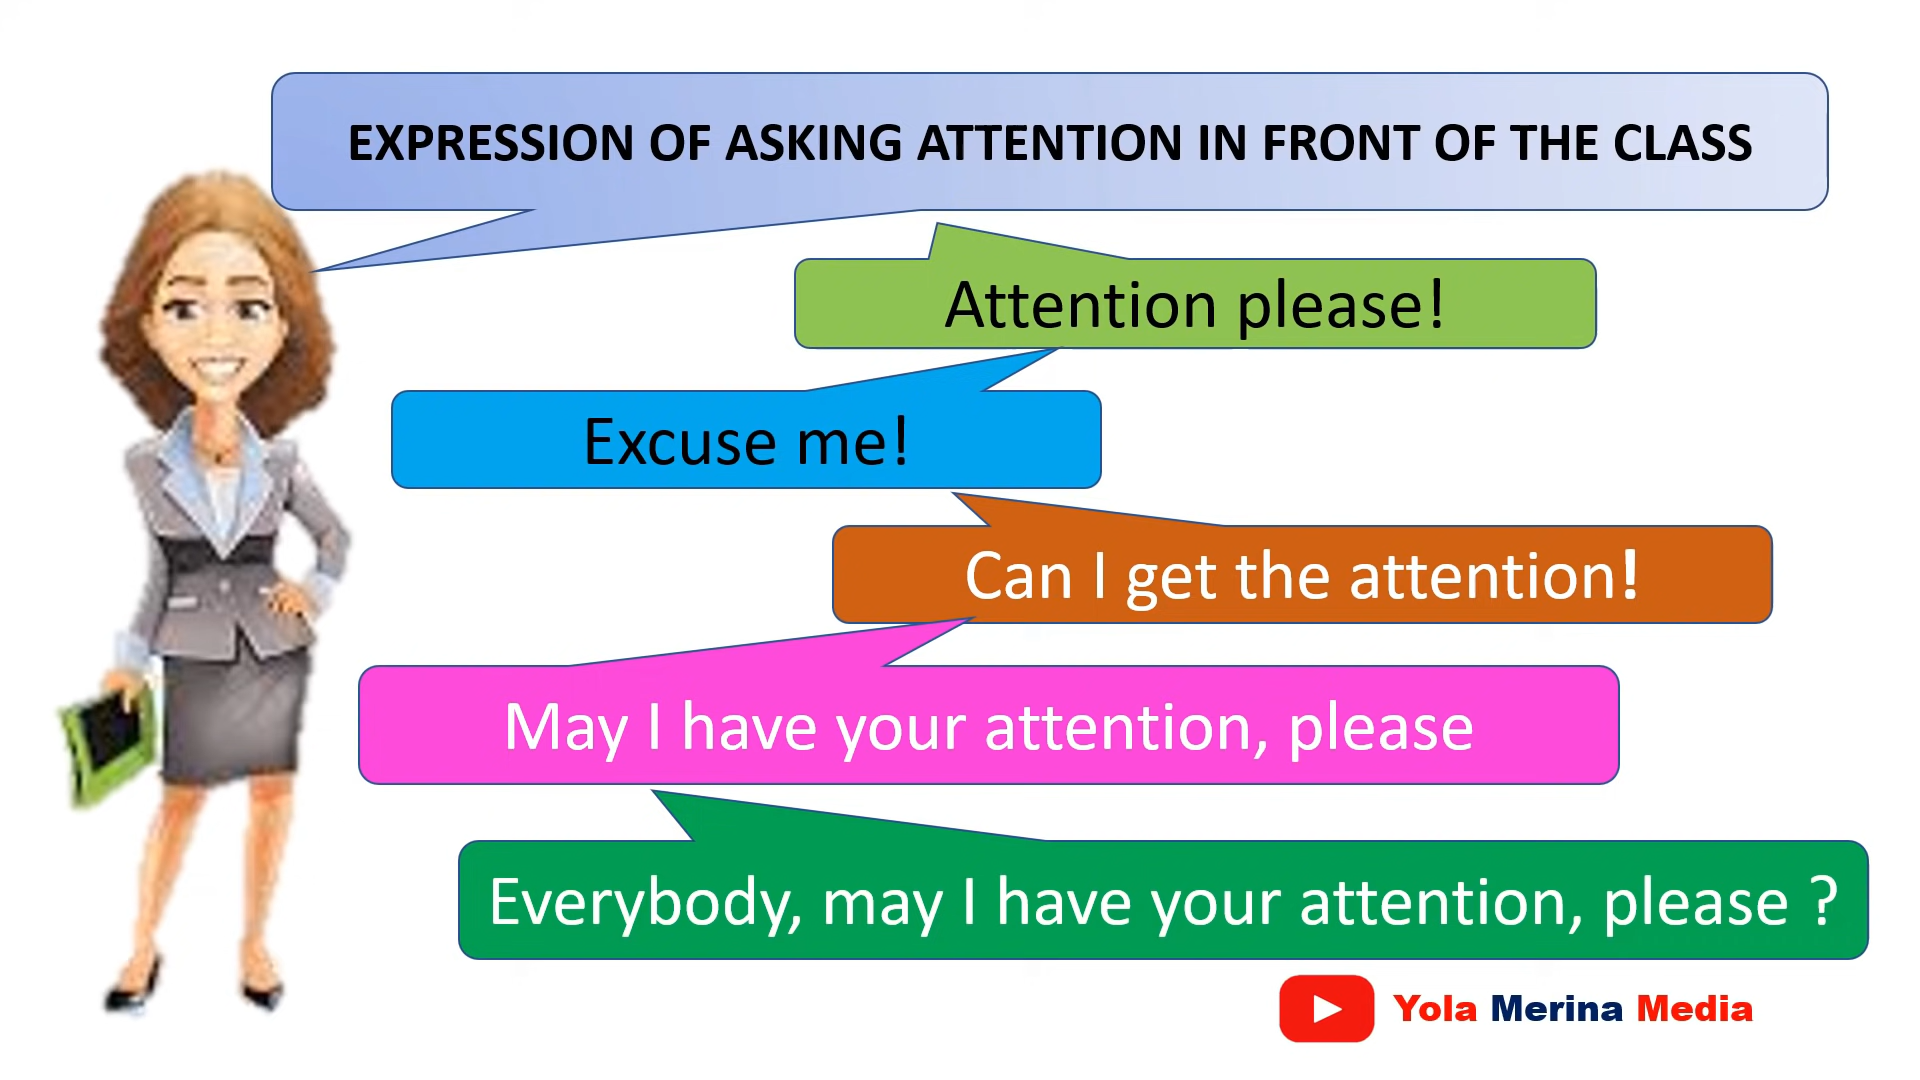 EXPRESSION OF ASKING ATTENTION IN FRONT OF THE CLASS
Attention please!
Excuse me!
Can I get the attention!
May I have your attention, please
Everybody, may I have your attention, please ?
Yola Merina Media